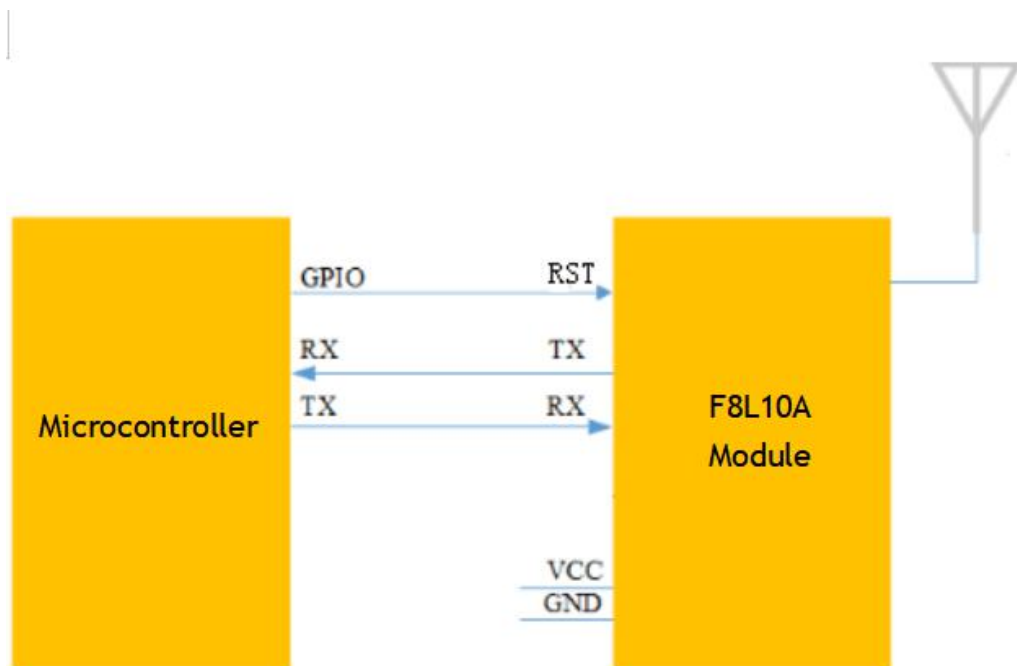 GPIO RST
RX TX
TX RX
Microcontroller
F8L10A
Module
VCC
GND